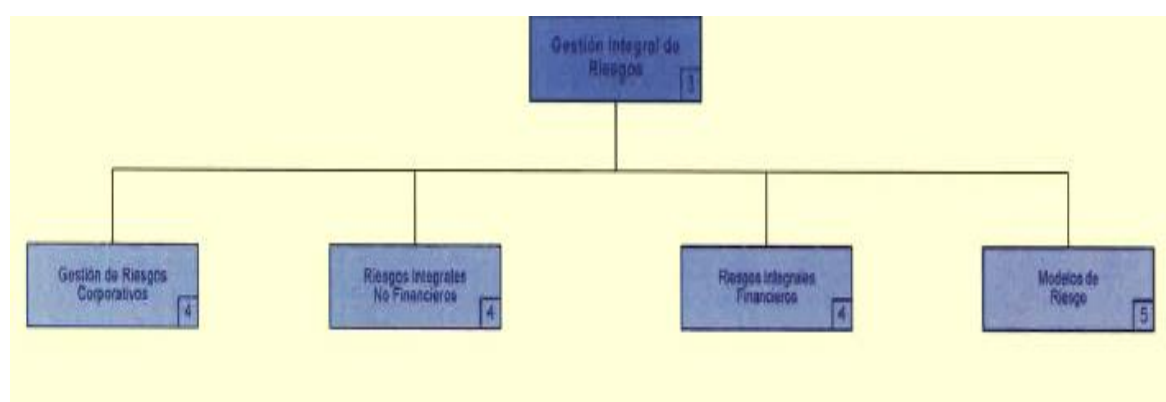 Gestión Integral de
Riesgos
3
Gestión de Riesgos
Corporativos
4
Riesgos Integrales
No Financieros
4
Riesgos Integrales
Financieros
4
Modelos de
Riesgo
5